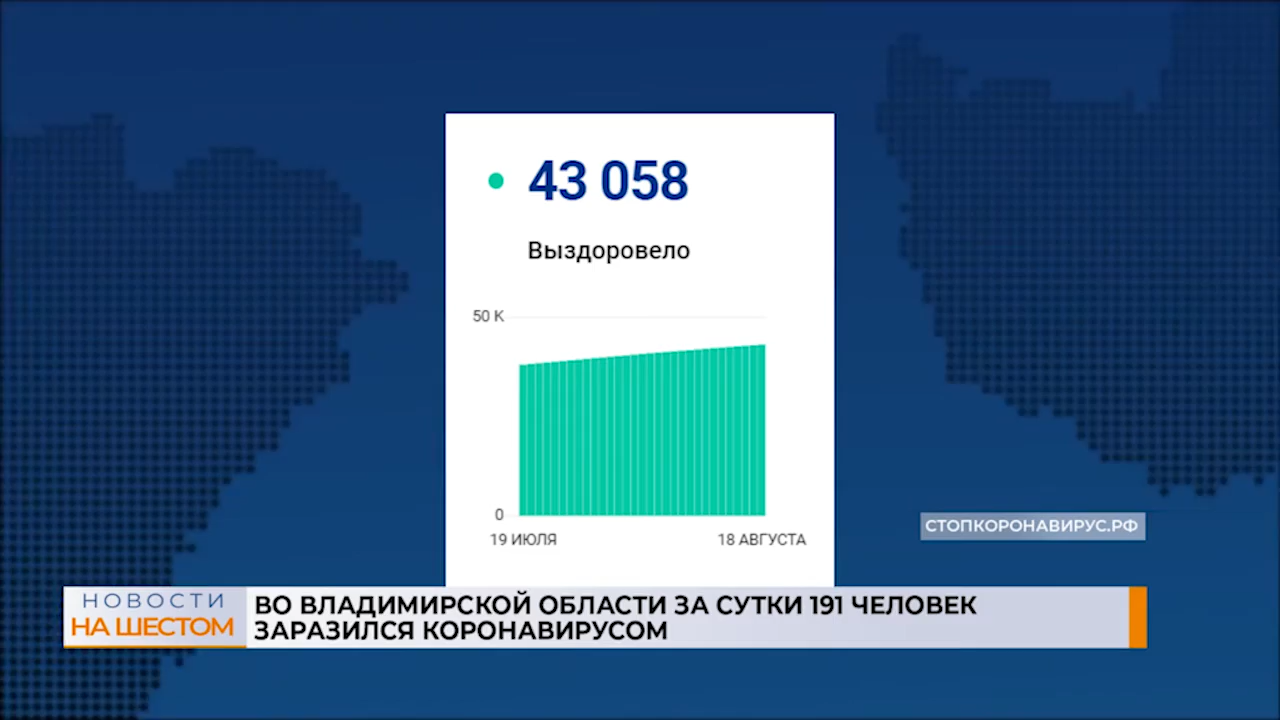 43 058
Выздоровело
50 K
0
19 ИЮЛЯ
18 АВГУСТА
СТОПКОРОНАВИРУС.РФ
НОВОСТИ
НА ШЕСТОМ
ВО ВЛАДИМИРСКОЙ ОБЛАСТИ ЗА СУТКИ 191 ЧЕЛОВЕК
ЗАРАЗИЛСЯ КОРОНАВИРУСОМ